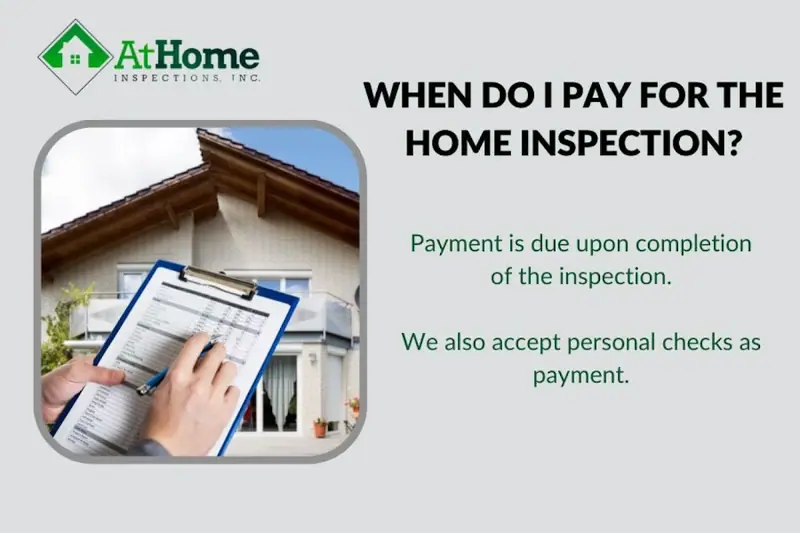 AtHome
INSPECTIONS, INC.
WHEN DO I PAY FOR THE
HOME INSPECTION?
Payment is due upon completion
of the inspection.
We also accept personal checks as
payment.